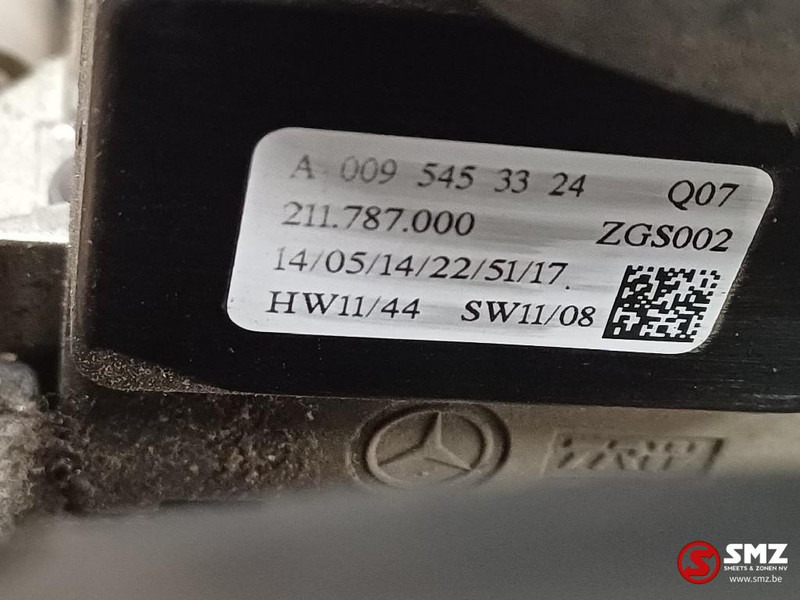 A 009 545 33 24 Q07
211.787.000 ZGS002
14/05/14/22/51/17
HW11/44 SW11/08
SMZ
SMEETS & ZONEN NV
www.smz.be